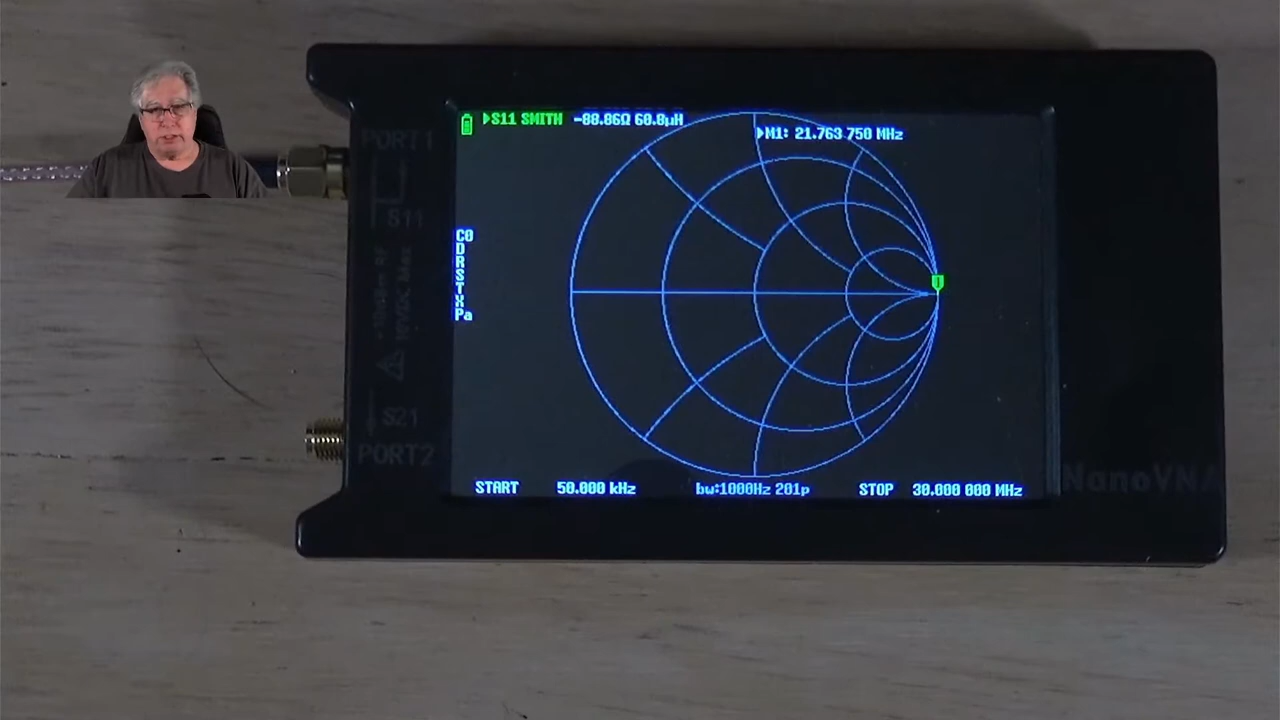 ▶S11 SMITH -88.86Ω 60.8µH
▶M1: 21.763 750 MHz
PORT1
S11
C0
D
R
S
T
X
Pa
S21
PORT2
1
START 50.000 kHz bw:1000Hz 201p STOP 30.000 000 MHz
NanoVNA